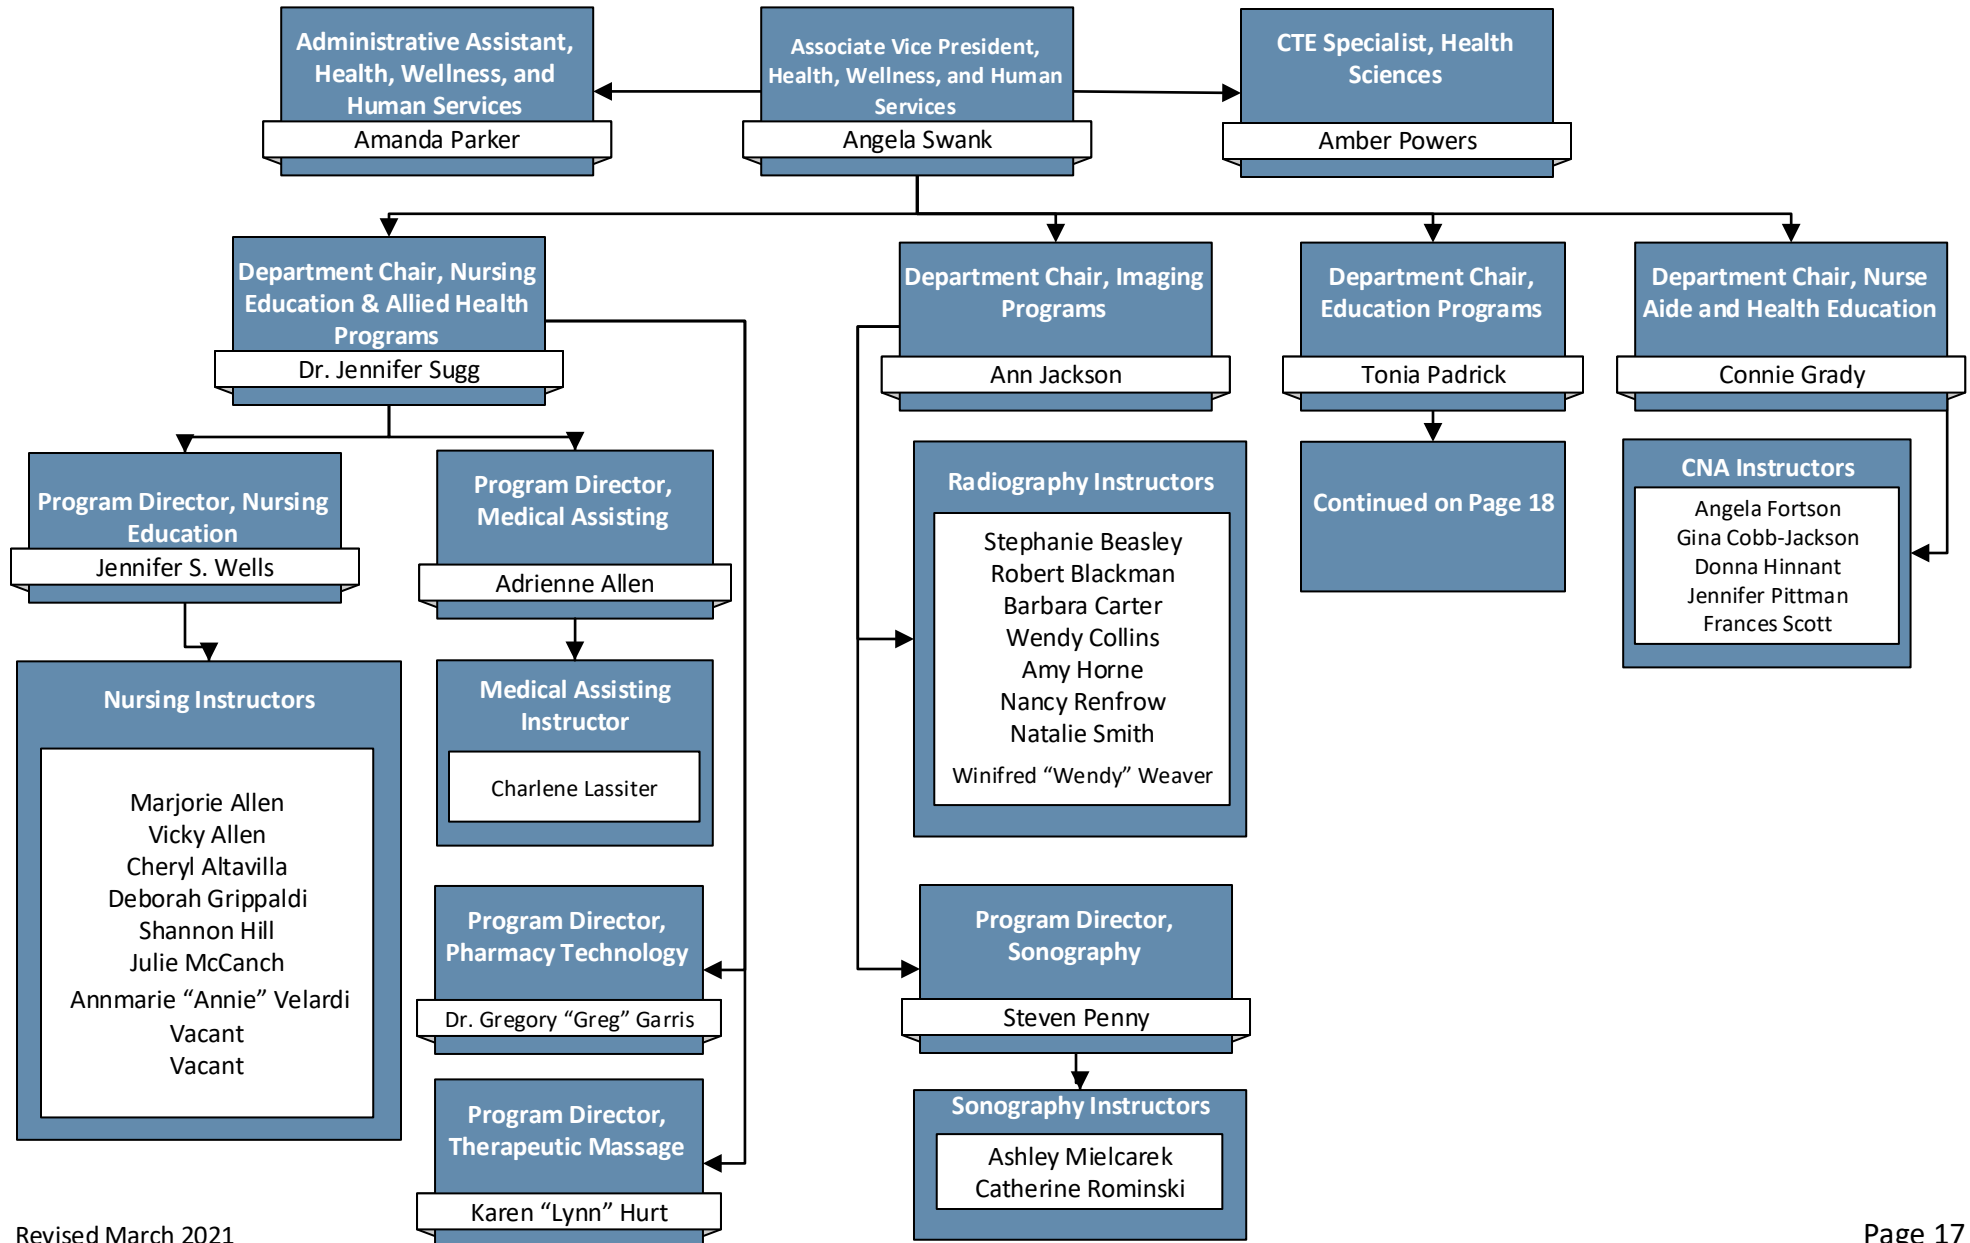 Administrative Assistant,
Health, Wellness, and
Human Services
Amanda Parker
Associate Vice President,
Health, Wellness, and Human
Services
Angela Swank
CTE Specialist, Health
Sciences
Amber Powers
Department Chair, Nursing
Education & Allied Health
Programs
Dr. Jennifer Sugg
Department Chair, Imaging
Programs
Ann Jackson
Department Chair,
Education Programs
Tonia Padrick
Department Chair, Nurse
Aide and Health Education
Connie Grady
Program Director, Nursing
Education
Jennifer S. Wells
Program Director,
Medical Assisting
Adrienne Allen
Radiography Instructors
Stephanie Beasley
Robert Blackman
Barbara Carter
Wendy Collins
Amy Horne
Nancy Renfrow
Natalie Smith
Winifred “Wendy” Weaver
Continued on Page 18
CNA Instructors
Angela Fortson
Gina Cobb-Jackson
Donna Hinnant
Jennifer Pittman
Frances Scott
Nursing Instructors
Marjorie Allen
Vicky Allen
Cheryl Altavilla
Deborah Grippaldi
Shannon Hill
Julie McCanch
Annmarie “Annie” Velardi
Vacant
Vacant
Medical Assisting
Instructor
Charlene Lassiter
Program Director,
Pharmacy Technology
Dr. Gregory “Greg” Garris
Program Director,
Sonography
Steven Penny
Program Director,
Therapeutic Massage
Karen “Lynn” Hurt
Sonography Instructors
Ashley Mielcarek
Catherine Rominski
Revised March 2021
Page 17